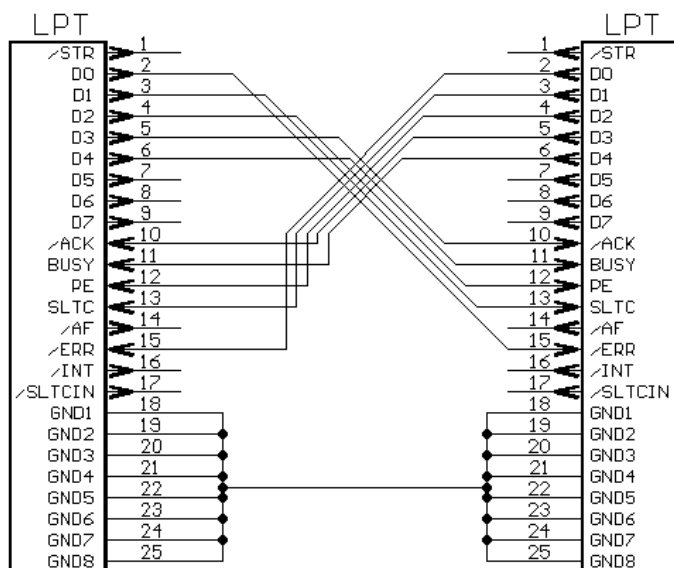 LPT LPT
/STR 1 1 /STR
D0 2 2 D0
D1 3 3 D1
D2 4 4 D2
D3 5 5 D3
D4 6 6 D4
D5 7 7 D5
D6 8 8 D6
D7 9 9 D7
/ACK 10 10 /ACK
BUSY 11 11 BUSY
PE 12 12 PE
SLTC 13 13 SLTC
/AF 14 14 /AF
/ERR 15 15 /ERR
/INT 16 16 /INT
/SLTCIN 17 17 /SLTCIN
GND1 18 18 GND1
GND2 19 19 GND2
GND3 20 20 GND3
GND4 21 21 GND4
GND5 22 22 GND5
GND6 23 23 GND6
GND7 24 24 GND7
GND8 25 25 GND8